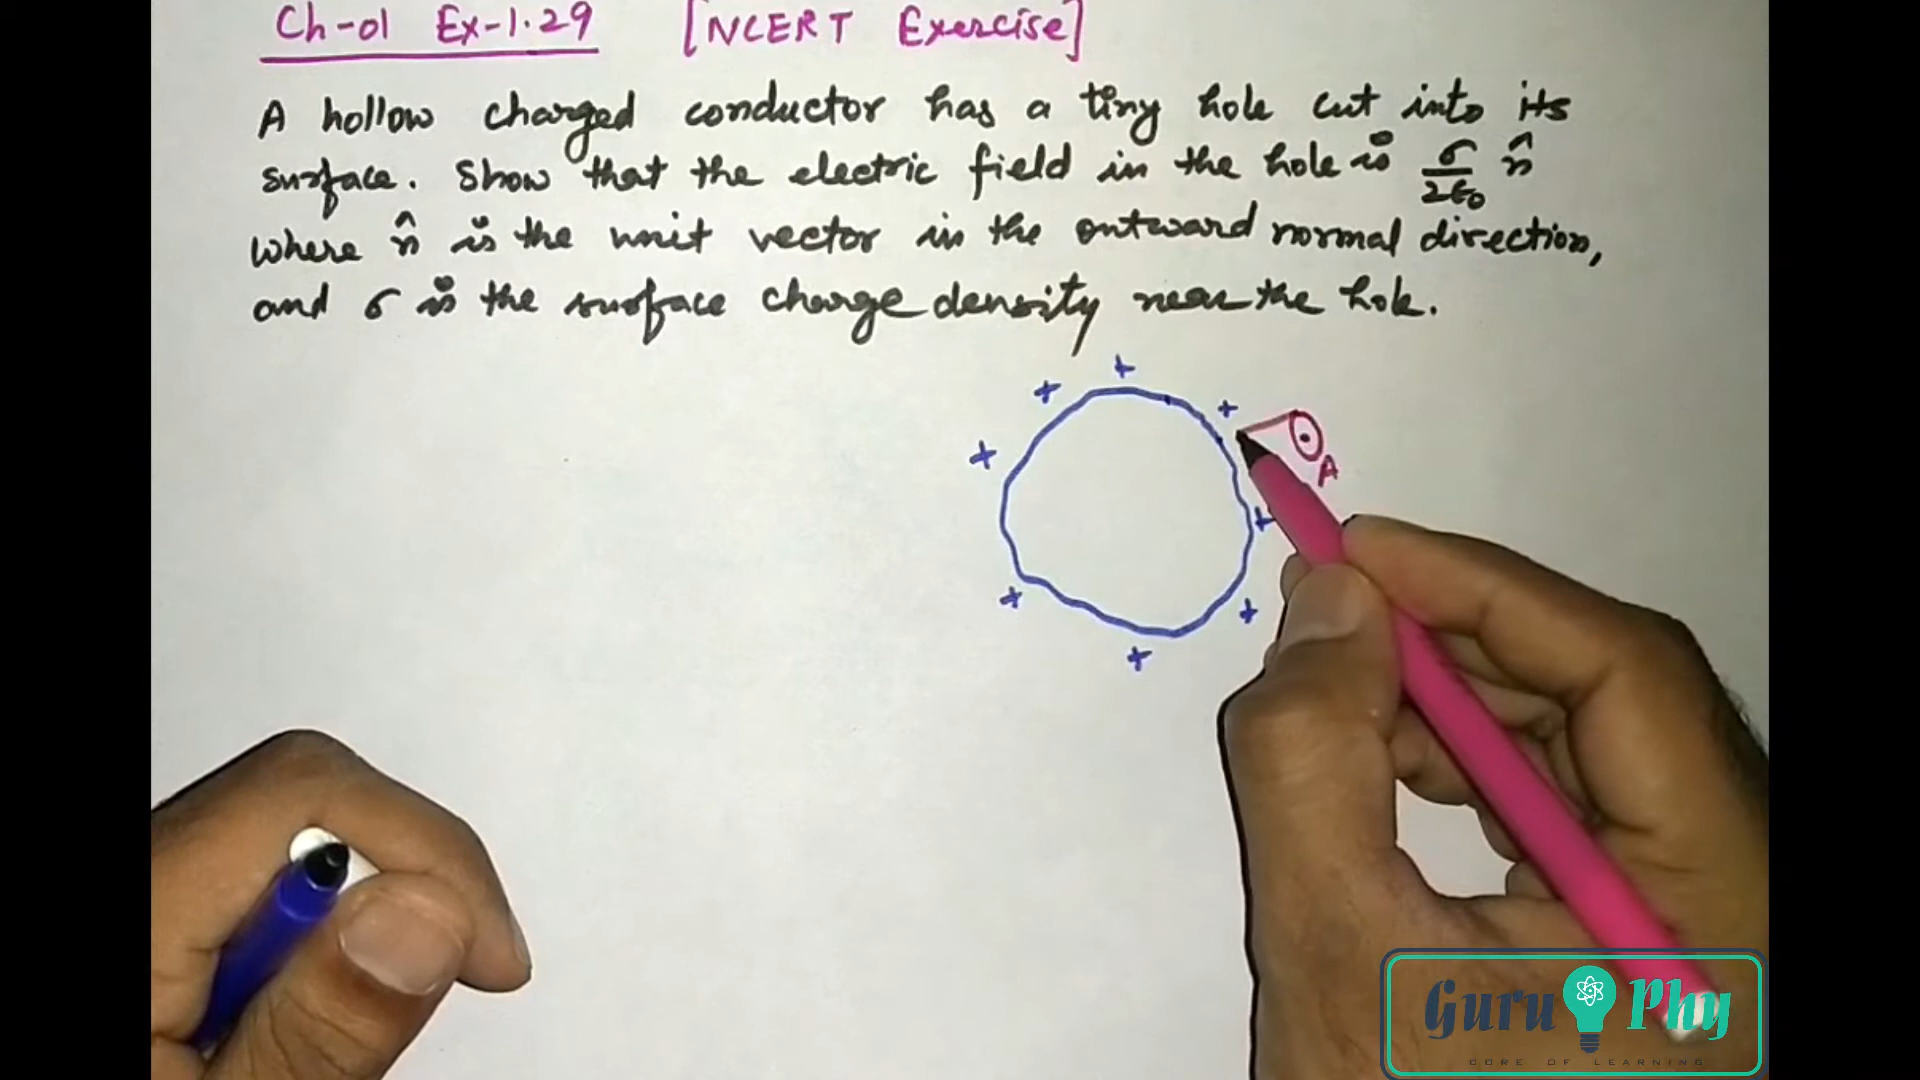 Ch-01 Ex-1.29 [NCERT Exercise]
A hollow charged conductor has a tiny hole cut into its
surface. Show that the electric field in the hole is σ/2ϵ₀ n̂
where n̂ is the unit vector in the outward normal direction,
and σ is the surface charge density near the hole.
+ + + + + + + + +
A
Guru Phy
CORE OF LEARNING